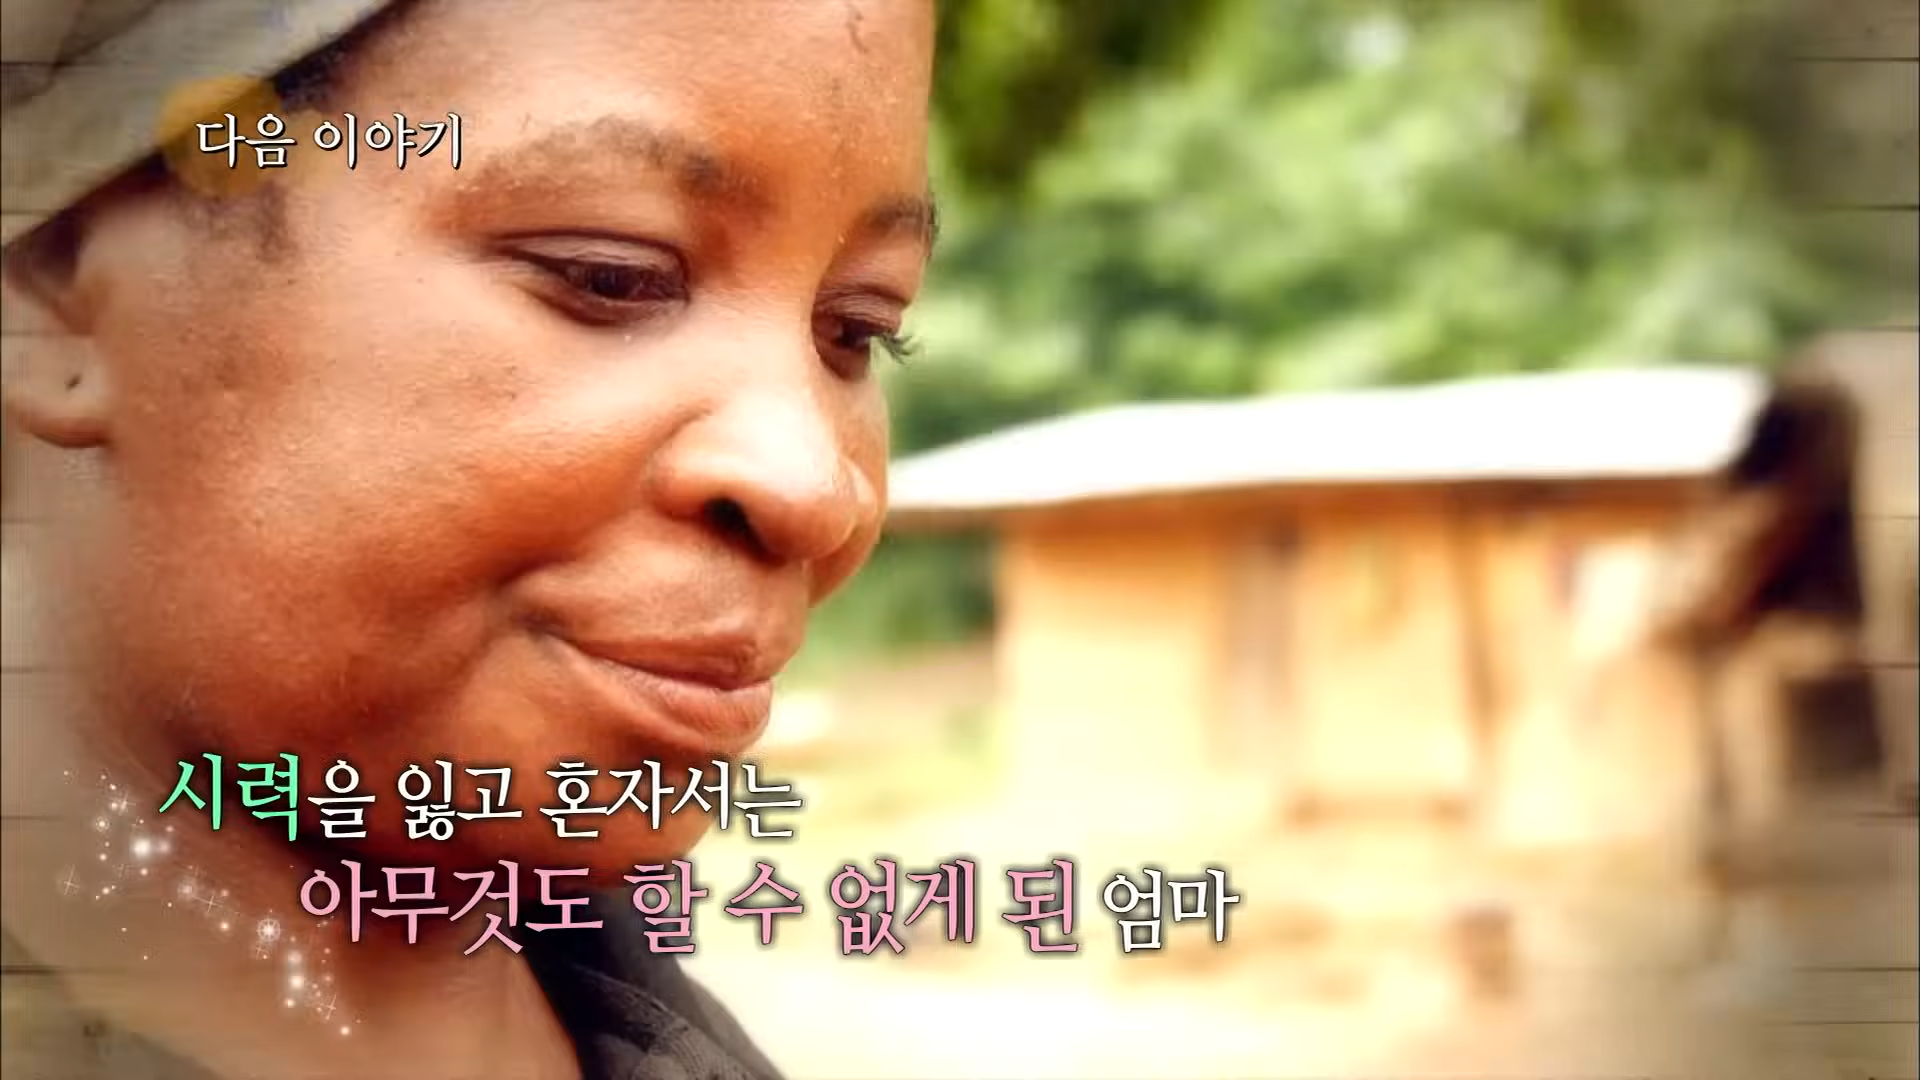 다음 이야기
시력을 잃고 혼자서는
아무것도 할 수 없게 된 엄마